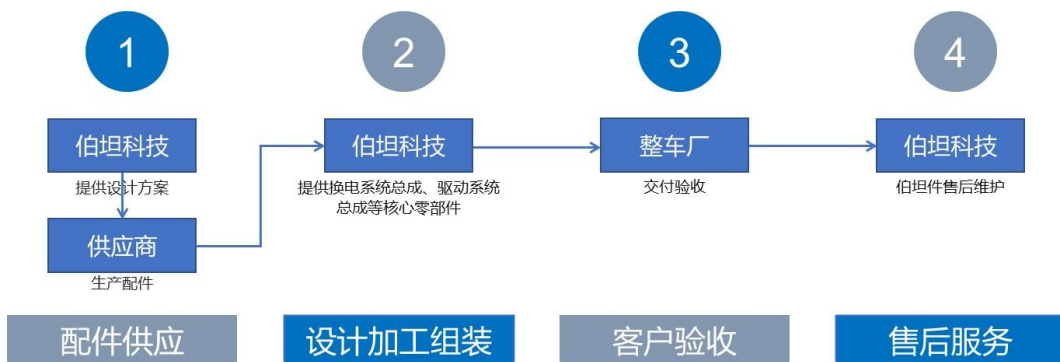 1
2
3
4
伯坦科技
提供设计方案
供应商
生产配件
伯坦科技
提供换电系统总成、驱动系统
总成等核心零部件
整车厂
交付验收
伯坦科技
伯坦件售后维护
配件供应
设计加工组装
客户验收
售后服务